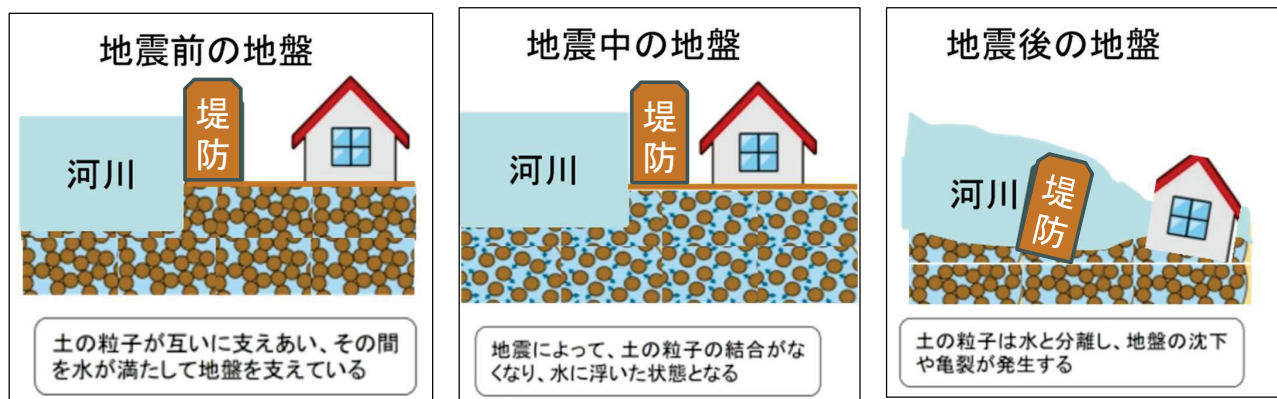 地震前の地盤
堤防
河川
土の粒子が互いに支えあい、その間
を水が満たして地盤を支えている
地震中の地盤
堤防
河川
地震によって、土の粒子の結合がな
くなり、水に浮いた状態となる
地震後の地盤
河川
堤防
土の粒子は水と分離し、地盤の沈下
や亀裂が発生する